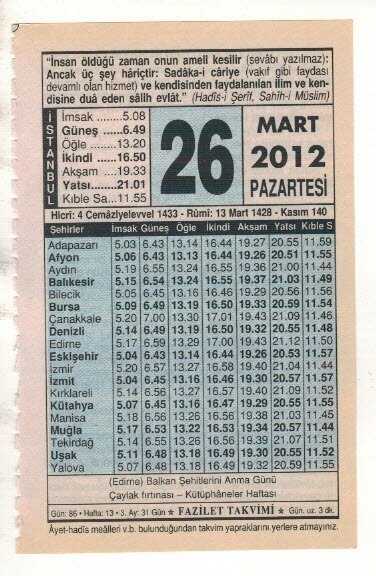 "İnsan öldüğü zaman onun ameli kesilir (sevâbı yazılmaz):
Ancak üç şey hâriçtir: Sadâka-i câriye (vakıf gibi faydası
devamlı olan hizmet) ve kendisinden faydalanılan ilim ve ken-
disine duâ eden sâlih evlât." (Hadîs-i Şerîf, Sahîh-i Müslim)
İSTANBUL
İmsak ........5.08
Güneş ......6.49
Öğle ........13.20
İkindi ......16.50
Akşam ...19.33
Yatsı......21.01
Kıble Sa...11.55
26
MART
2012
PAZARTESİ
Hicrî: 4 Cemâziyelevvel 1433 - Rûmî: 13 Mart 1428 - Kasım 140
Şehirler İmsak Güneş Öğle İkindi Akşam Yatsı Kıble S
Adapazarı 5.03 6.43 13.14 16.44 19.27 20.55 11.59
Afyon 5.06 6.43 13.13 16.44 19.26 20.51 11.55
Aydın 5.19 6.55 13.24 16.55 19.36 21.00 11.44
Balıkesir 5.15 6.54 13.24 16.55 19.37 21.03 11.49
Bilecik 5.05 6.45 13.16 16.46 19.29 20.56 11.56
Bursa 5.09 6.49 13.19 16.50 19.33 20.59 11.54
Çanakkale 5.20 7.00 13.30 17.01 19.43 21.09 11.46
Denizli 5.14 6.49 13.19 16.50 19.32 20.55 11.48
Edirne 5.17 6.59 13.29 17.00 19.43 21.12 11.50
Eskişehir 5.04 6.43 13.14 16.44 19.26 20.53 11.57
İzmir 5.20 6.57 13.27 16.58 19.40 21.04 11.44
İzmit 5.04 6.45 13.16 16.46 19.30 20.57 11.57
Kırklareli 5.14 6.56 13.27 16.57 19.40 21.09 11.52
Kütahya 5.07 6.45 13.16 16.47 19.29 20.55 11.55
Manisa 5.18 6.56 13.26 16.56 19.38 21.03 11.45
Muğla 5.17 6.53 13.22 16.53 19.34 20.57 11.44
Tekirdağ 5.14 6.55 13.26 16.56 19.39 21.07 11.51
Uşak 5.11 6.48 13.18 16.49 19.30 20.55 11.52
Yalova 5.07 6.48 13.18 16.49 19.32 20.59 11.55
(Edirne) Balkan Şehitlerini Anma Günü
Çaylak fırtınası – Kütüphâneler Haftası
Gün: 86 • Hafta: 13 • 3. Ay: 31 Gün ★ FAZİLET TAKVİMİ ★ Gün. uz. 3 dk.
Âyet-hadîs meâlleri v.b. bulunduğundan takvim yapraklarını yerlere atmayınız.